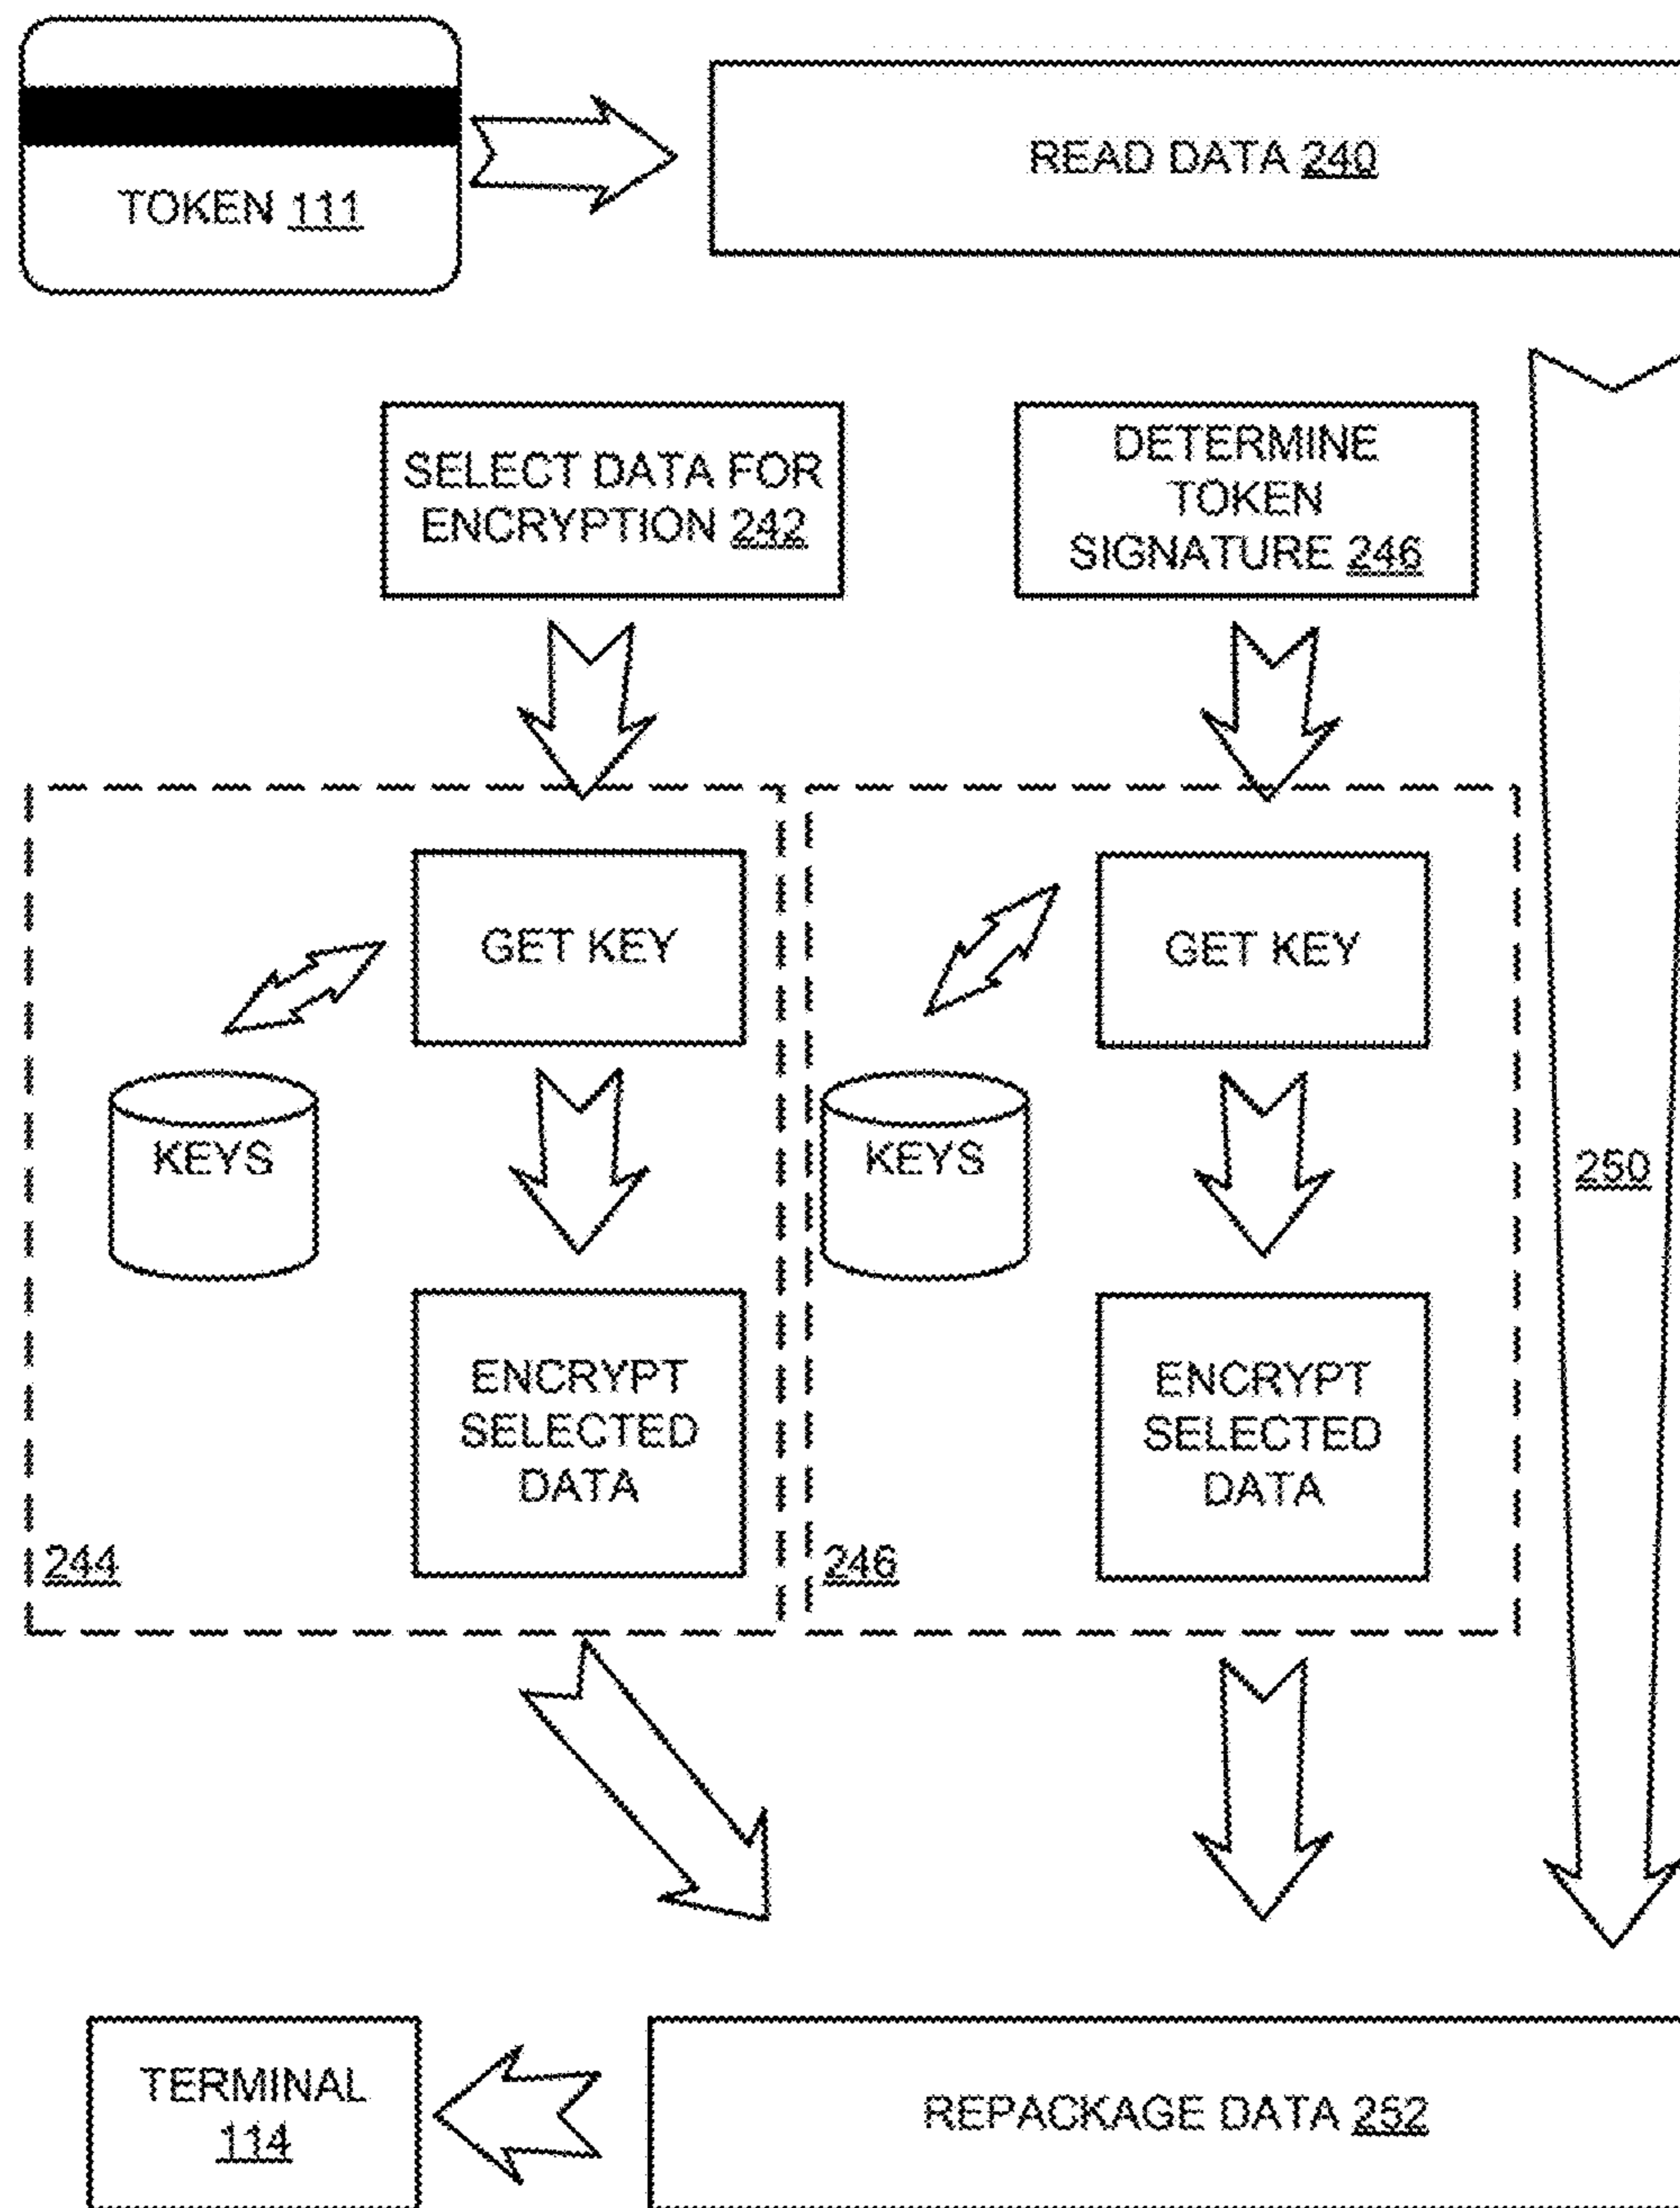 TOKEN 111
READ DATA 240
SELECT DATA FOR
ENCRYPTION 242
DETERMINE
TOKEN
SIGNATURE 246
GET KEY
KEYS
ENCRYPT
SELECTED
DATA
244
GET KEY
KEYS
ENCRYPT
SELECTED
DATA
246
250
TERMINAL
114
REPACKAGE DATA 252